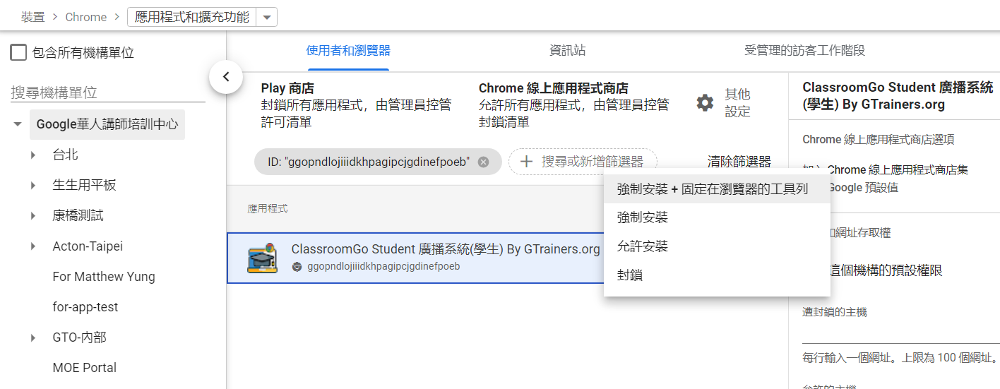 裝置 > Chrome > 應用程式和擴充功能
包含所有機構單位
搜尋機構單位
Google華人講師培訓中心
台北
生生用平板
康橋測試
Acton-Taipei
For Matthew Yung
for-app-test
GTO-內部
MOE Portal
使用者和瀏覽器
資訊站
受管理的訪客工作階段
Play 商店
封鎖所有應用程式，由管理員控管
許可清單
Chrome 線上應用程式商店
允許所有應用程式，由管理員控管
封鎖清單
其他
設定
ID: "ggopndlojiiidkhpagipcjgdinefpoeb"
搜尋或新增篩選器
清除篩選器
應用程式
ClassroomGo Student 廣播系統(學生) By GTrainers.org
ggopndlojiiidkhpagipcjgdinefpoeb
強制安裝 + 固定在瀏覽器的工具列
強制安裝
允許安裝
封鎖
ClassroomGo Student 廣播系統
(學生) By GTrainers.org
Chrome 線上應用程式商店選項
Chrome 線上應用程式商店集
Google 預設值
和網址存取權
這個機構的預設權限
遭封鎖的主機
每行輸入一個網址。上限為 100 個網址。
允許的主機